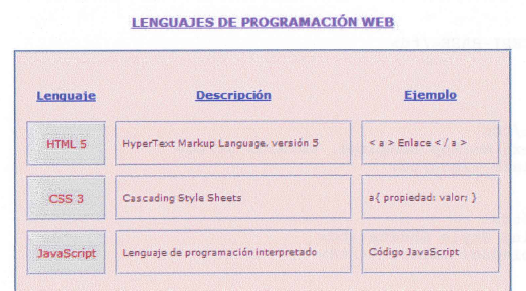 LENGUAJES DE PROGRAMACIÓN WEB
Lenguaje Descripción Ejemplo
HTML 5 HyperText Markup Language, versión 5 < a > Enlace < / a >
CSS 3 Cascading Style Sheets a{ propiedad: valor; }
JavaScript Lenguaje de programación interpretado Código JavaScript